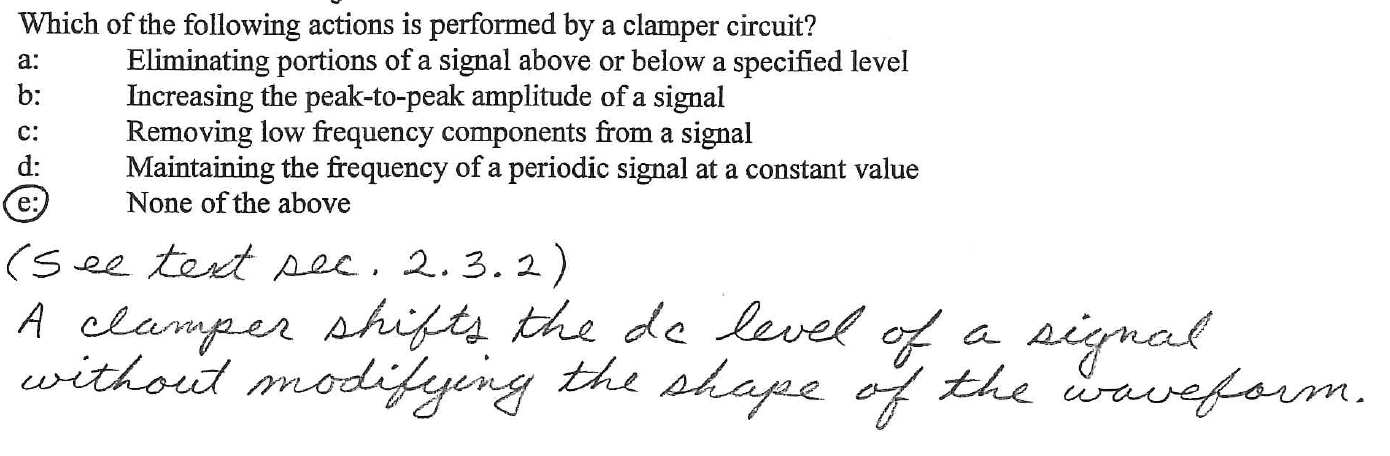 Which of the following actions is performed by a clamper circuit?
a: Eliminating portions of a signal above or below a specified level
b: Increasing the peak-to-peak amplitude of a signal
c: Removing low frequency components from a signal
d: Maintaining the frequency of a periodic signal at a constant value
e: None of the above
(See text sec. 2.3.2)
A clamper shifts the dc level of a signal
without modifying the shape of the waveform.